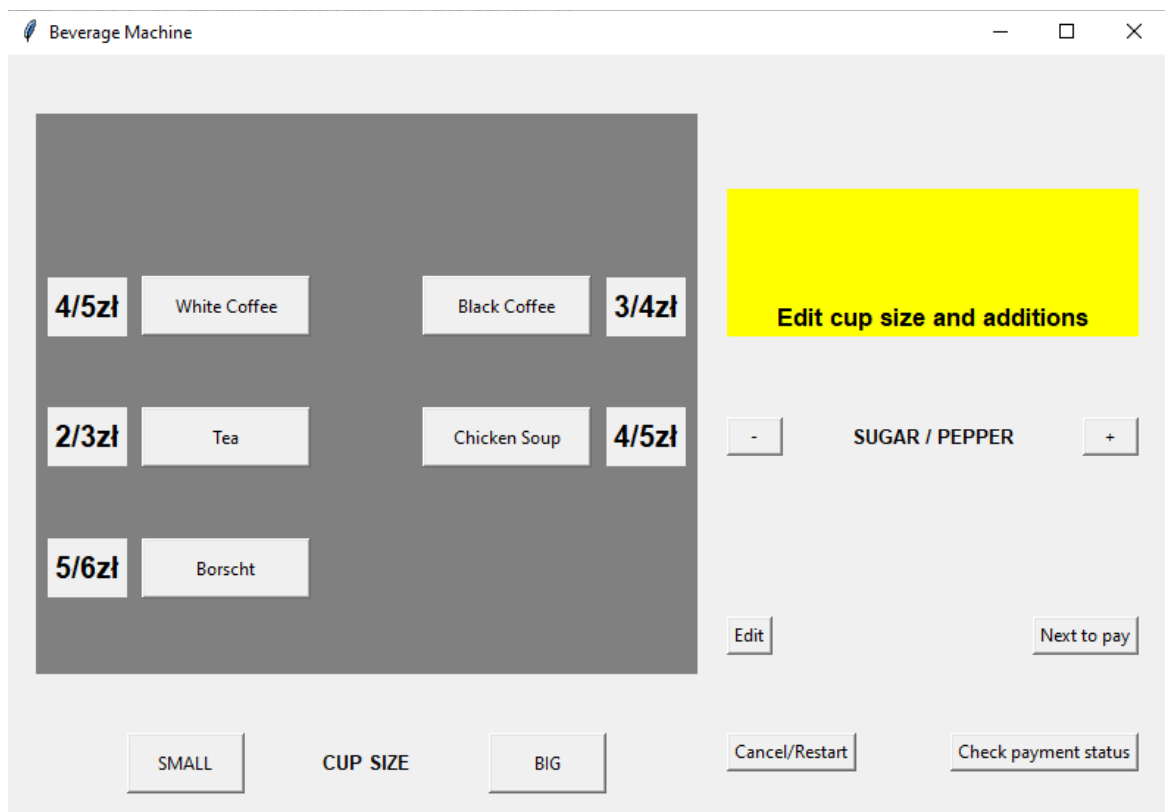 Beverage Machine
4/5zł White Coffee Black Coffee 3/4zł
Edit cup size and additions
2/3zł Tea Chicken Soup 4/5zł
- SUGAR / PEPPER +
5/6zł Borscht
Edit Next to pay
SMALL CUP SIZE BIG
Cancel/Restart Check payment status